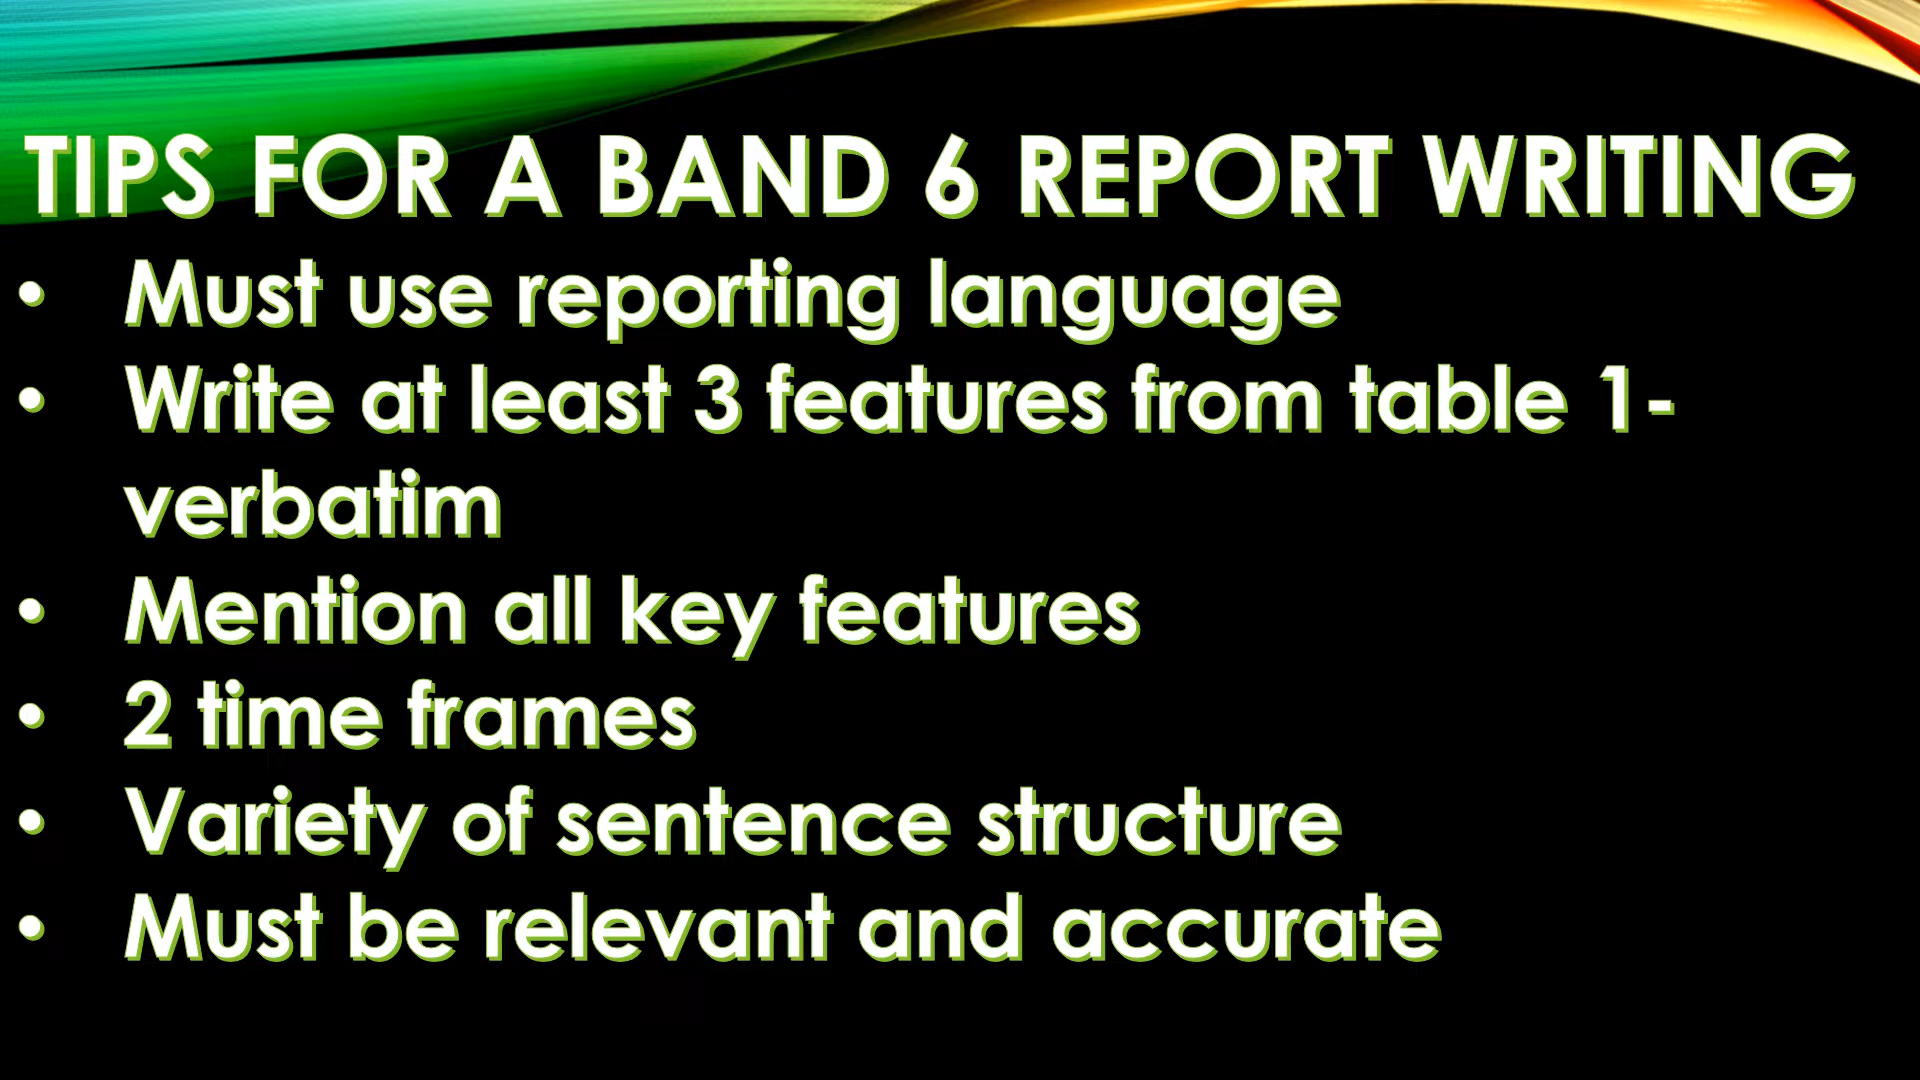 TIPS FOR A BAND 6 REPORT WRITING
• Must use reporting language
• Write at least 3 features from table 1-
verbatim
• Mention all key features
• 2 time frames
• Variety of sentence structure
• Must be relevant and accurate